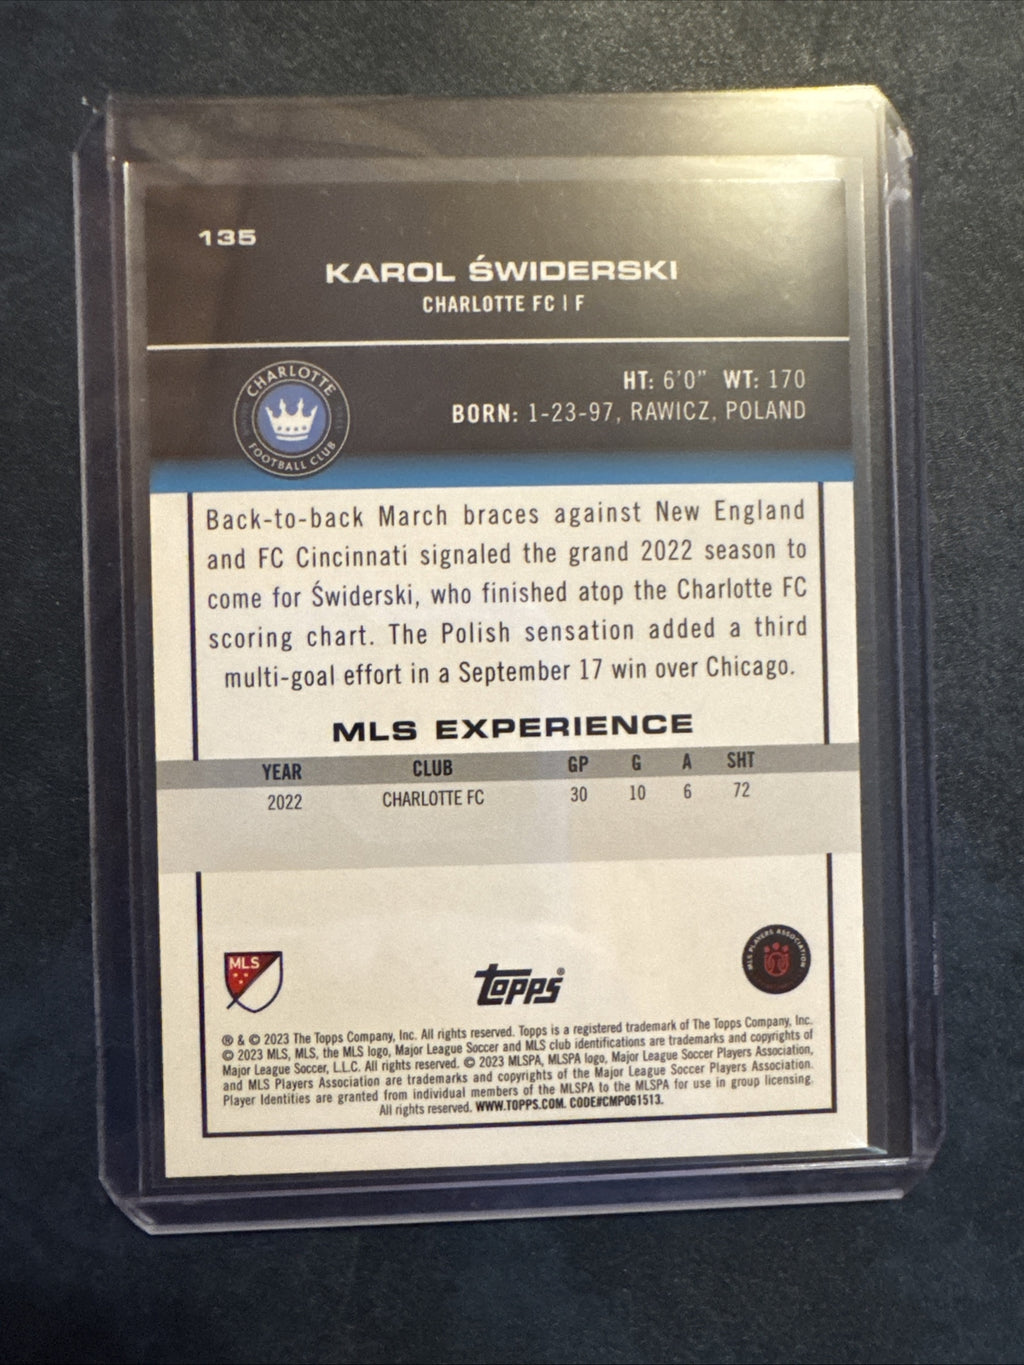 135
KAROL ŚWIDERSKI
CHARLOTTE FC | F
HT: 6'0" WT: 170
BORN: 1-23-97, RAWICZ, POLAND
CHARLOTTE
FOOTBALL CLUB
Back-to-back March braces against New England
and FC Cincinnati signaled the grand 2022 season to
come for Świderski, who finished atop the Charlotte FC
scoring chart. The Polish sensation added a third
multi-goal effort in a September 17 win over Chicago.
MLS EXPERIENCE
YEAR CLUB GP G A SHT
2022 CHARLOTTE FC 30 10 6 72
MLS
topps®
MLS PLAYERS ASSOCIATION
® & © 2023 The Topps Company, Inc. All rights reserved. Topps is a registered trademark of The Topps Company, Inc.
© 2023 MLS, MLS, the MLS logo, Major League Soccer and MLS club identifications are trademarks and copyrights of
Major League Soccer, L.L.C. All rights reserved. © 2023 MLSPA, MLSPA logo, Major League Soccer Players Association,
and MLS Players Association are trademarks and copyrights of the Major League Soccer Players Association.
Player Identities are granted from individual members of the MLSPA to the MLSPA for use in group licensing.
All rights reserved. WWW.TOPPS.COM. CODE#CMP061513.